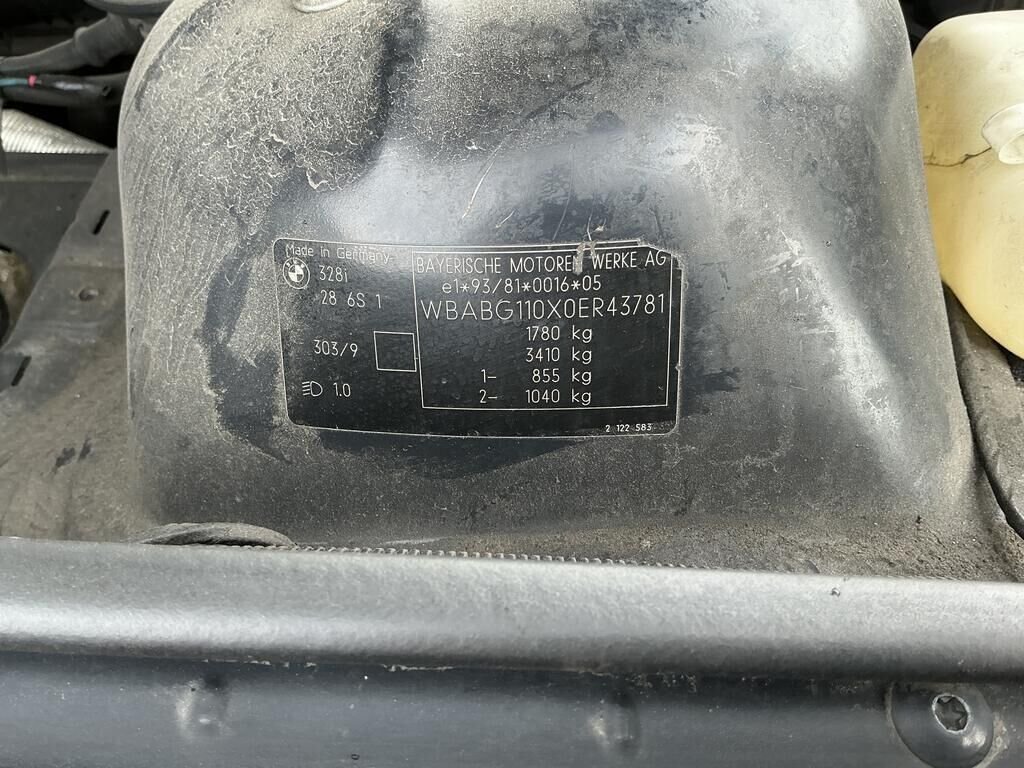 Made in Germany
328i
28 6S 1
303/9
1.0
BAYERISCHE MOTOREN WERKE AG
e1*93/81*0016*05
WBABG110X0ER43781
1780 kg
3410 kg
1- 855 kg
2- 1040 kg
2 122 583